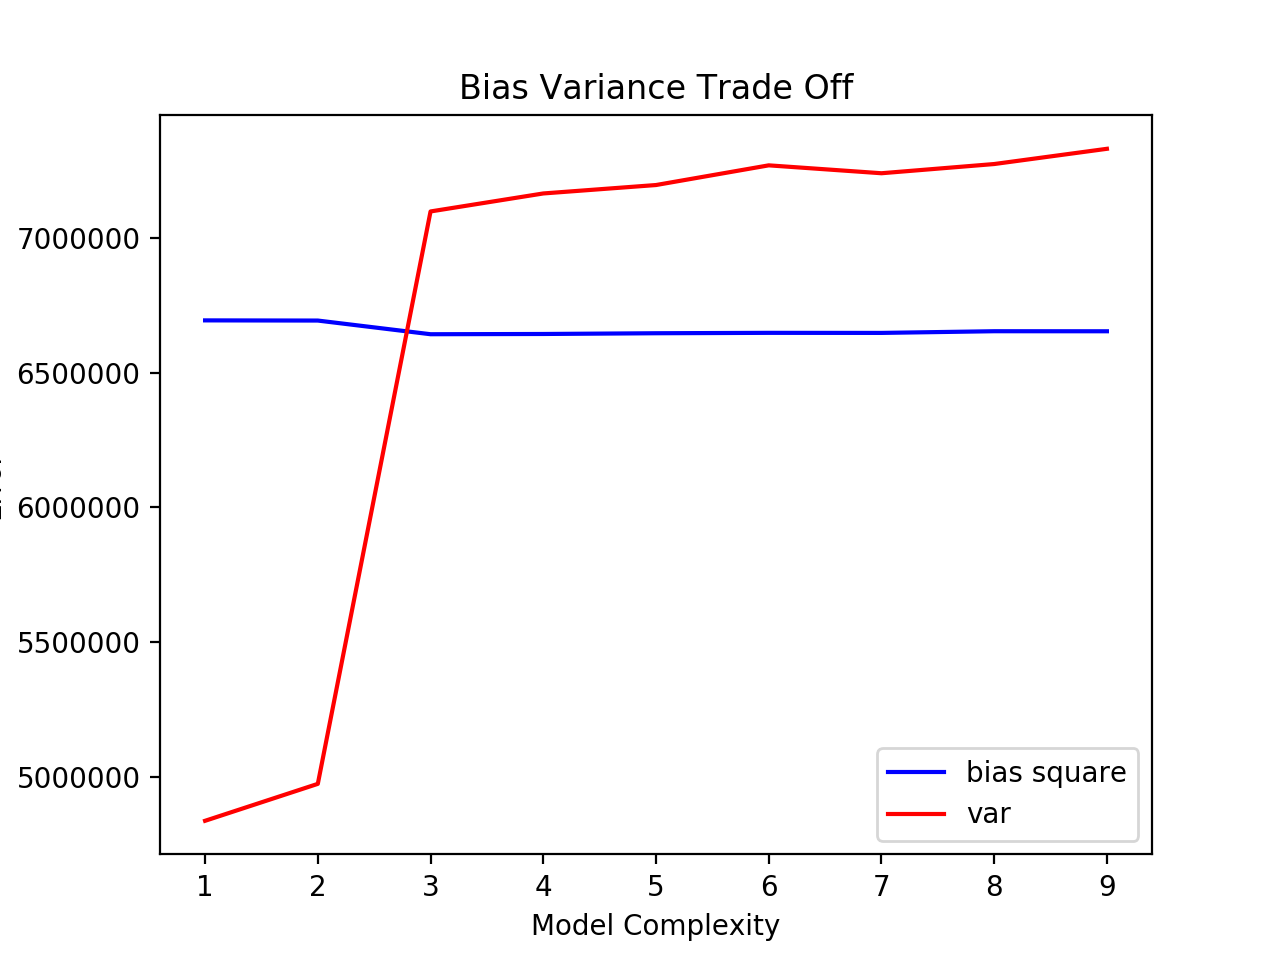 Bias Variance Trade Off
7000000
6500000
6000000
5500000
5000000
bias square
var
1 2 3 4 5 6 7 8 9
Model Complexity